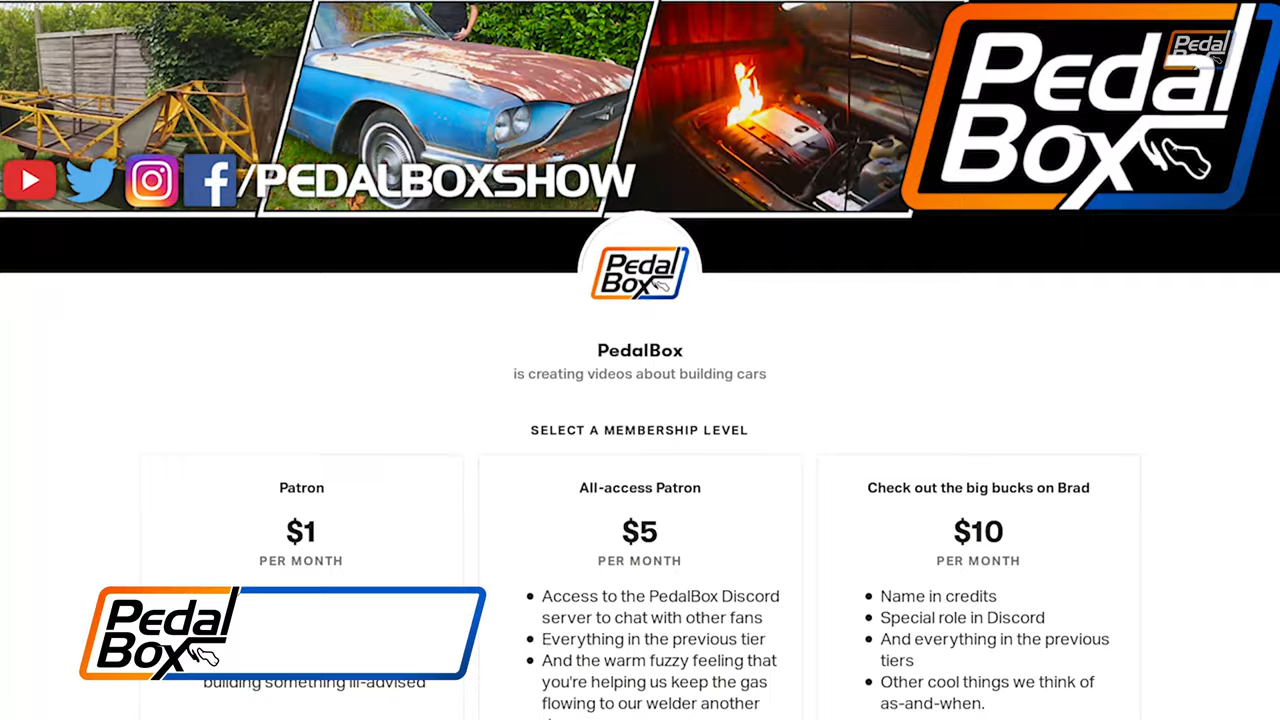 Pedal
Box
Pedal
/PEDALBOXSHOW
Pedal
Box
PedalBox
is creating videos about building cars
SELECT A MEMBERSHIP LEVEL
Patron
$1
PER MONTH
building something ill-advised
All-access Patron
$5
PER MONTH
Access to the PedalBox Discord
server to chat with other fans
Everything in the previous tier
And the warm fuzzy feeling that
you're helping us keep the gas
flowing to our welder another
Check out the big bucks on Brad
$10
PER MONTH
Name in credits
Special role in Discord
And everything in the previous
tiers
Other cool things we think of
as-and-when.
Pedal
Box